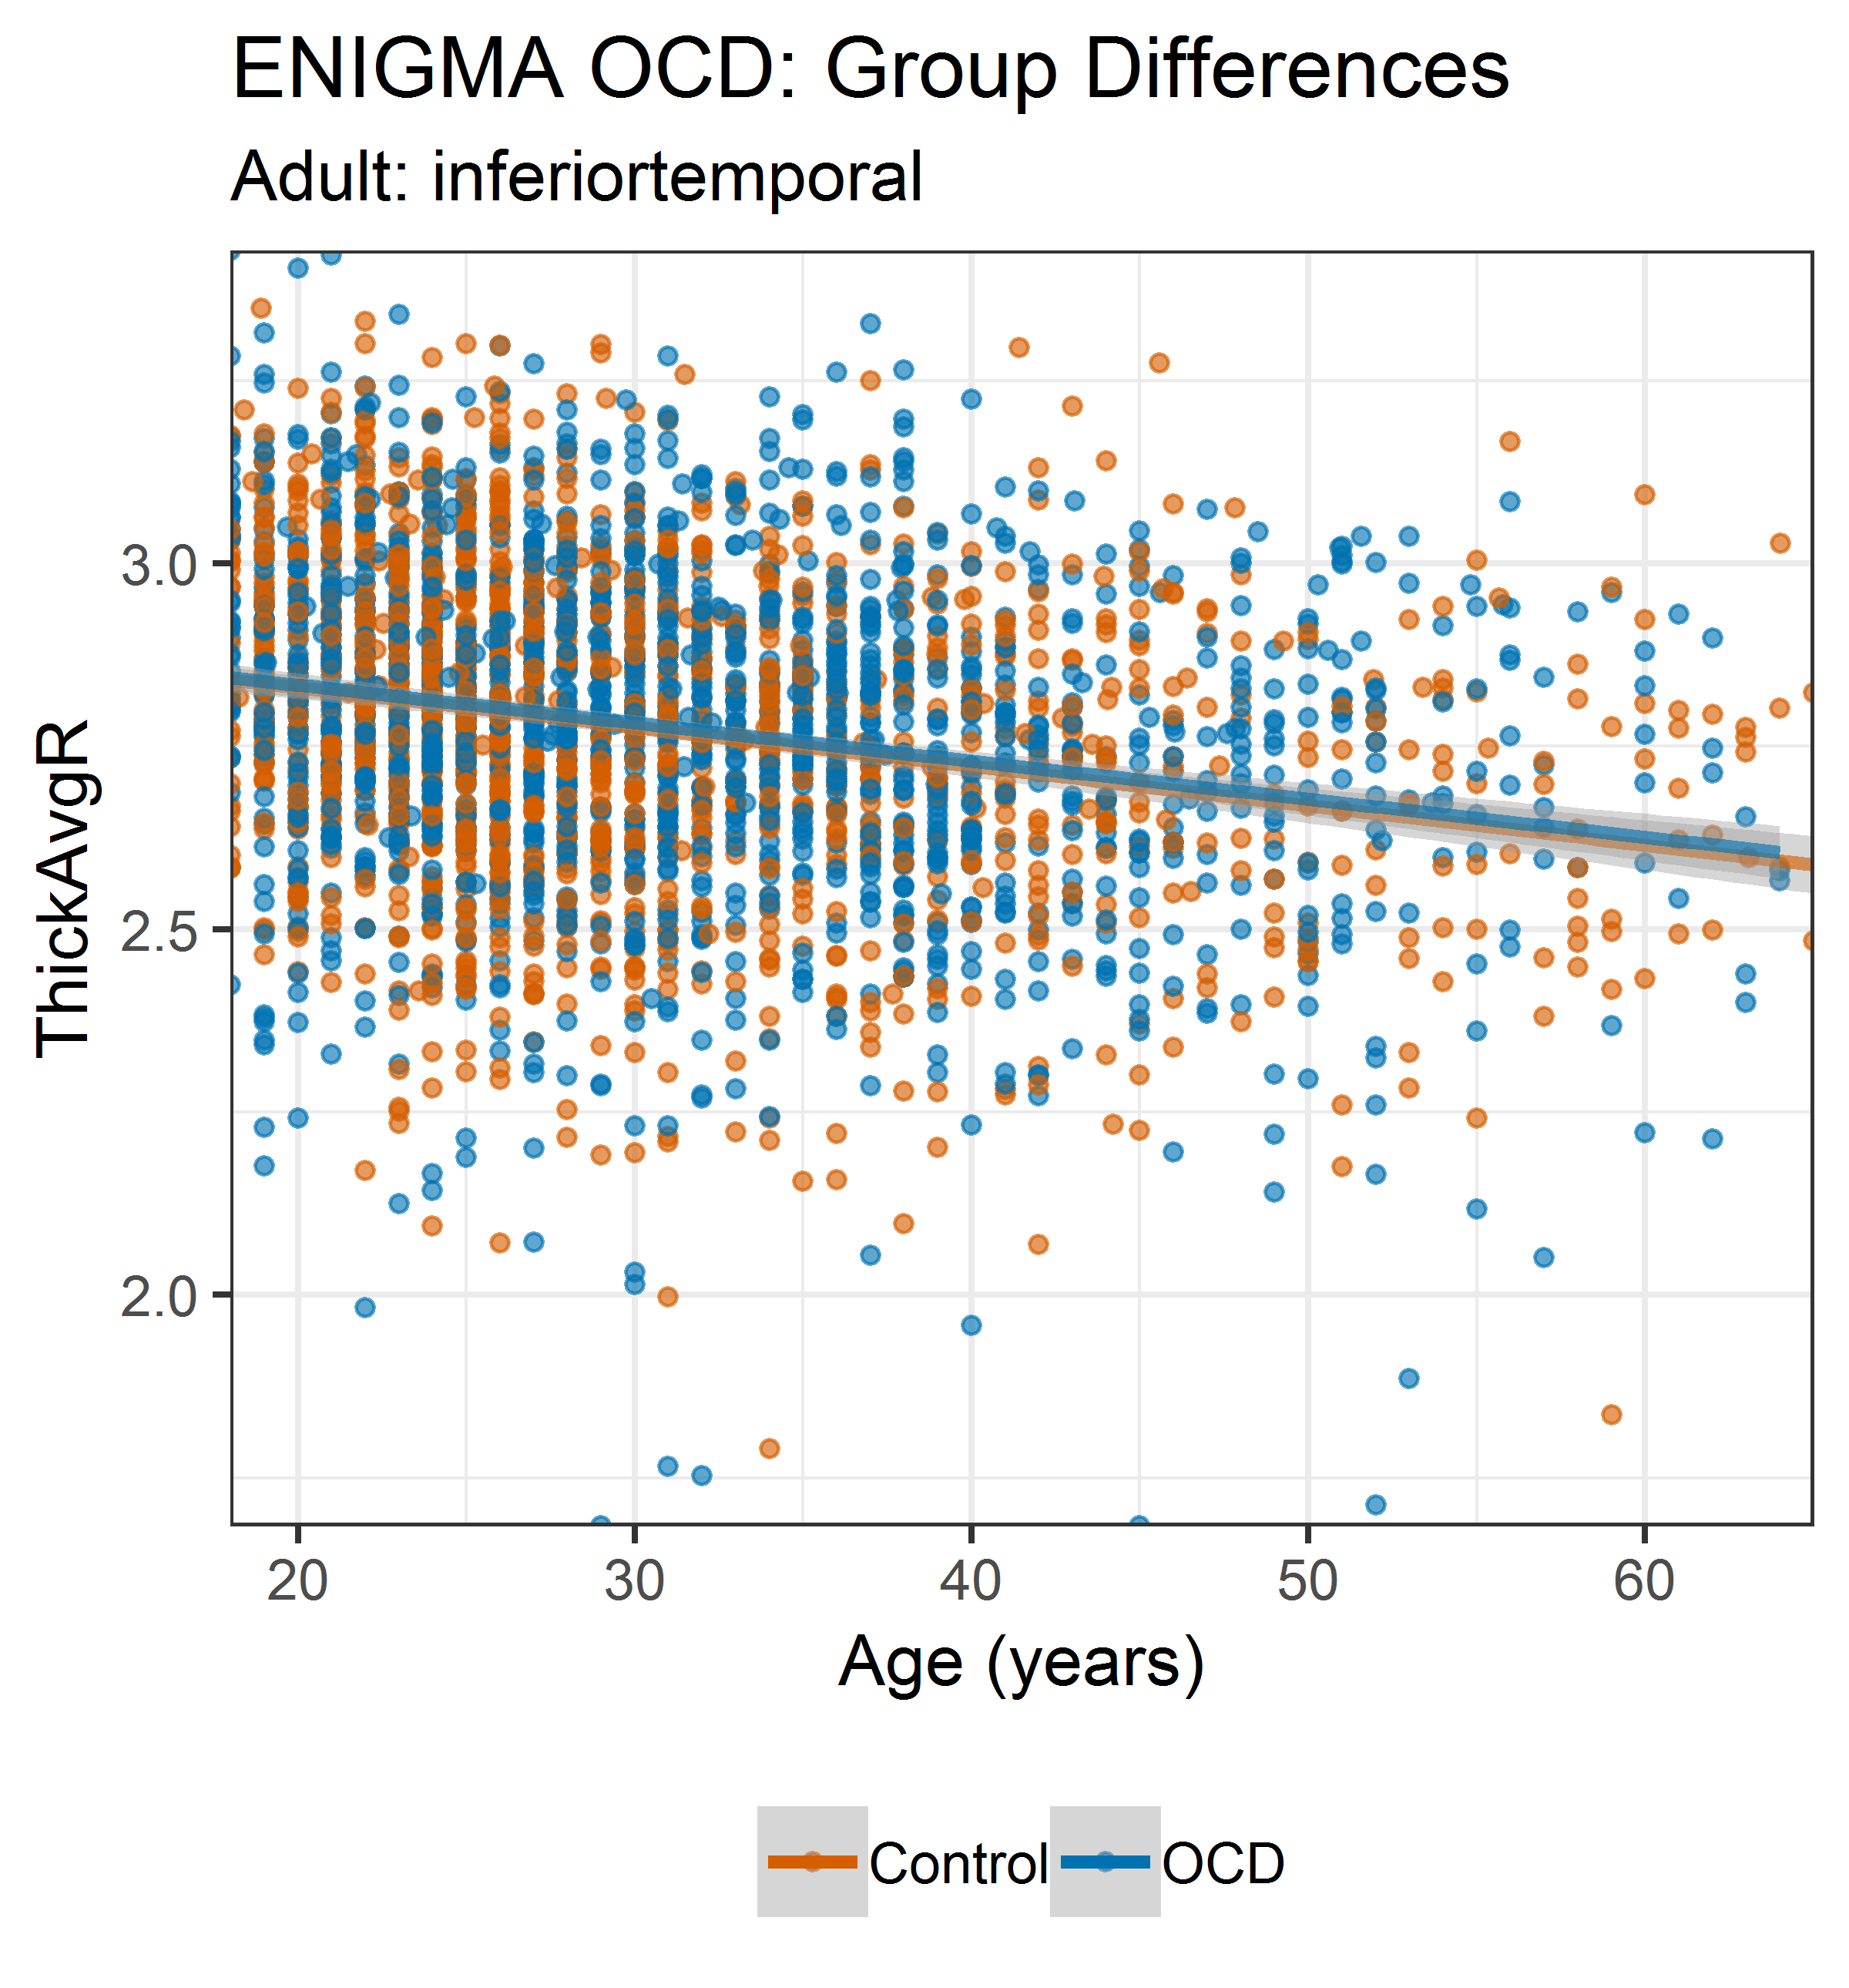 ENIGMA OCD: Group Differences
Adult: inferiortemporal
ThickAvgR
3.0
2.5
2.0
20 30 40 50 60
Age (years)
Control OCD